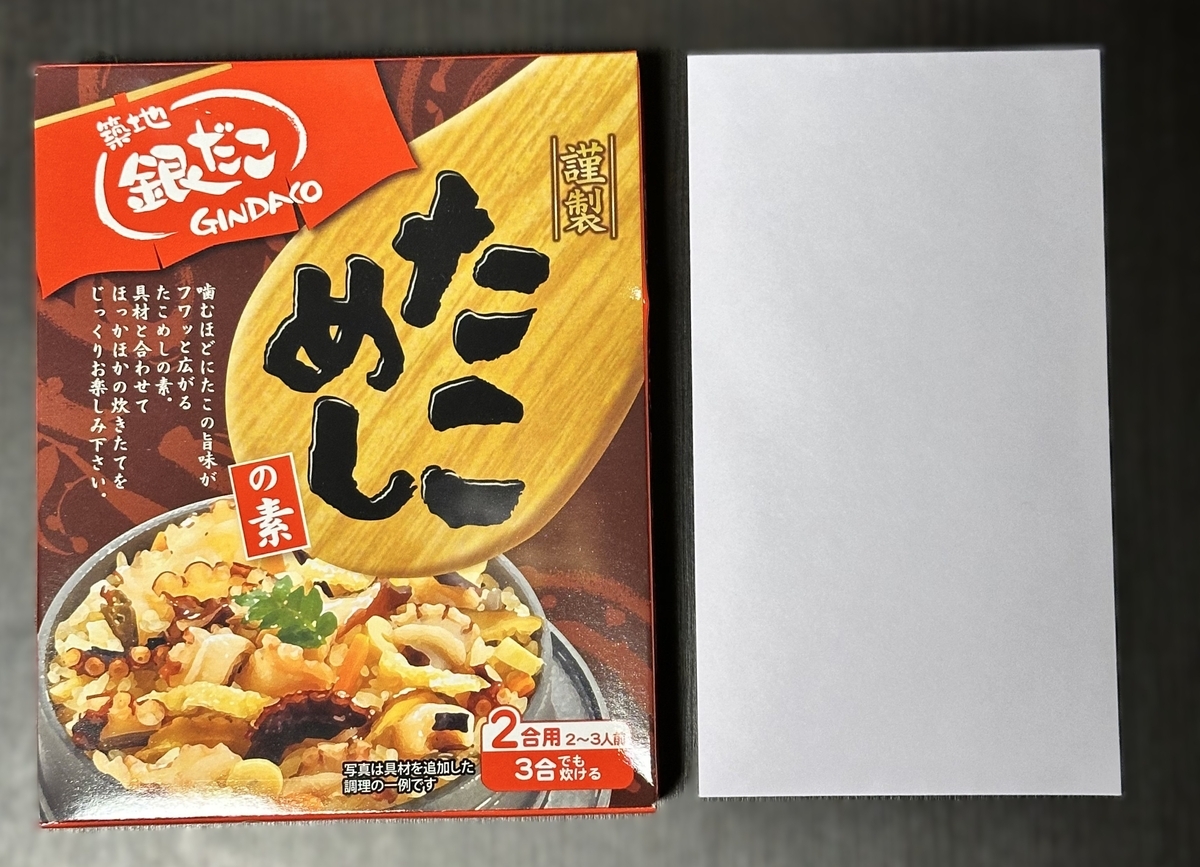 築地
銀だこ
GINDACO
謹製
たこ
めし
の素
噛むほどにたこの旨味が
フワッと広がる
たこめしの素。
具材と合わせて
ほっかほかの炊きたてを
じっくりお楽しみ下さい。
2合用 2〜3人前
3合でも炊ける
写真は具材を追加した
調理の一例です